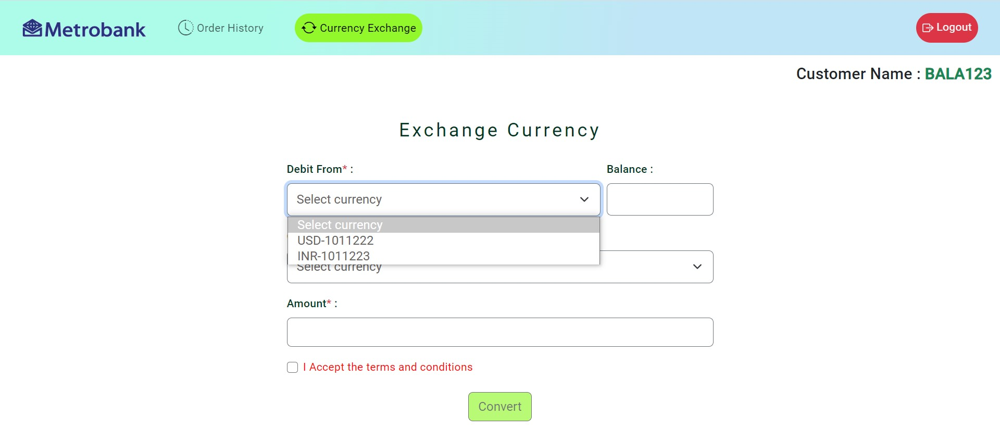 Metrobank
Order History
Currency Exchange
Logout
Customer Name : BALA123
Exchange Currency
Debit From* :
Balance :
Select currency
Select currency
USD-1011222
INR-1011223
Select currency
Amount* :
I Accept the terms and conditions
Convert